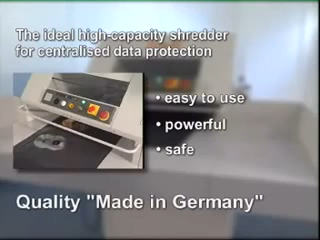 The ideal high-capacity shredder
for centralised data protection
• easy to use
• powerful
• safe
Quality "Made in Germany"